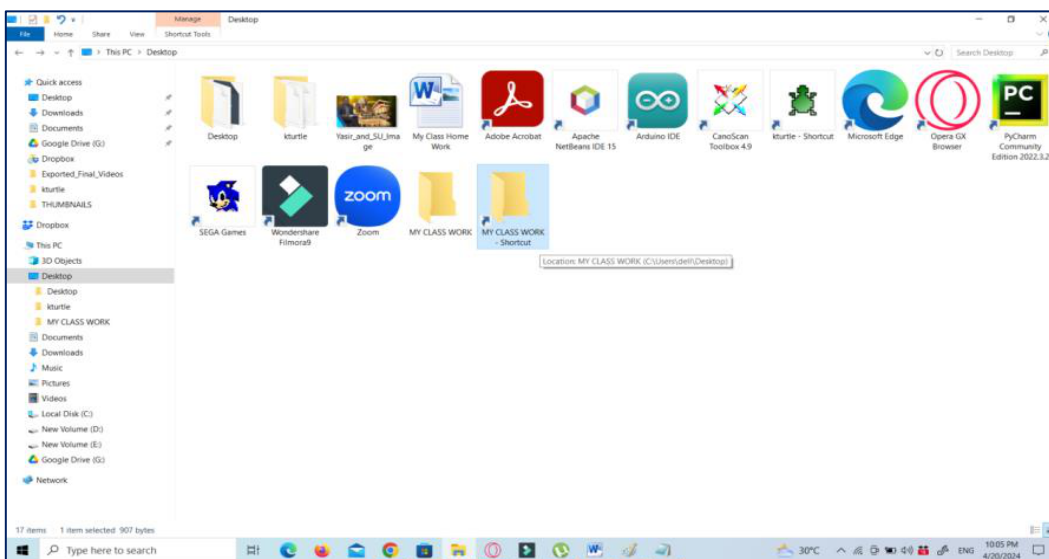 Manage
Desktop
File
Home
Share
View
Shortcut Tools
This PC > Desktop
Search Desktop
Quick access
Desktop
Downloads
Documents
Google Drive (G:)
Dropbox
Exported_Final_Videos
kturtle
THUMBNAILS
Dropbox
This PC
3D Objects
Desktop
Desktop
kturtle
MY CLASS WORK
Documents
Downloads
Music
Pictures
Videos
Local Disk (C:)
New Volume (D:)
New Volume (E:)
Google Drive (G:)
Network
Desktop
kturtle
Yasir_and_SU_Ima
ge
W
My Class Home
Work
Adobe Acrobat
Apache
NetBeans IDE 15
Arduino IDE
CanoScan
Toolbox 4.9
kturtle - Shortcut
Microsoft Edge
Opera GX
Browser
PC
PyCharm
Community
Edition 2022.3.2
SEGA Games
Wondershare
Filmora9
zoom
Zoom
MY CLASS WORK
MY CLASS WORK
- Shortcut
Location: MY CLASS WORK (C:\Users\dell\Desktop)
17 items
1 item selected 907 bytes
Type here to search
W
30°C
ENG
10:05 PM
4/20/2024